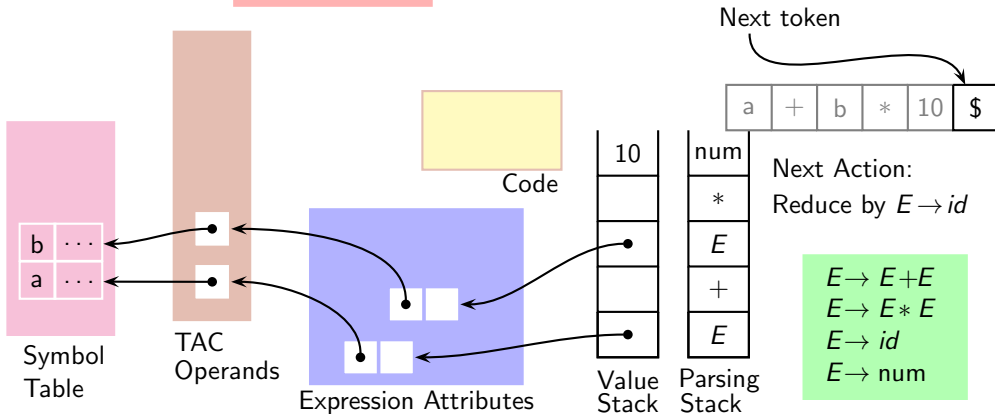 Next token
a + b * 10 $
10 num
*
E
+
E
Next Action:
Reduce by E → id
Code
b · · ·
a · · ·
E → E + E
E → E * E
E → id
E → num
Symbol
Table
TAC
Operands
Expression Attributes
Value
Stack
Parsing
Stack